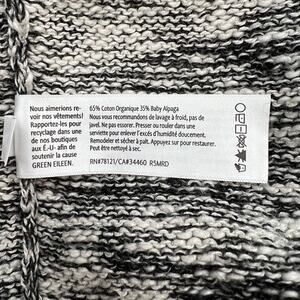 Nous aimerions re-
voir nos vêtements!
Rapportez-les pour
recyclage dans une
de nos boutiques
aux É.-U- afin de
soutenir la cause
GREEN EILEEN.
65% Coton Organique 35% Baby Alpaga
Nous vous recommendons de lavage à froid, pas de
javel. Ne pas essorer. Presser ou rouler dans une
serviette pour enlever l'excés d'humidité doucement.
Remodeler et sécher à plat. Appuyez sur pour restaurer.
Peut être nettoyé à sec.
RN#78121/CA#34460 R5MRD